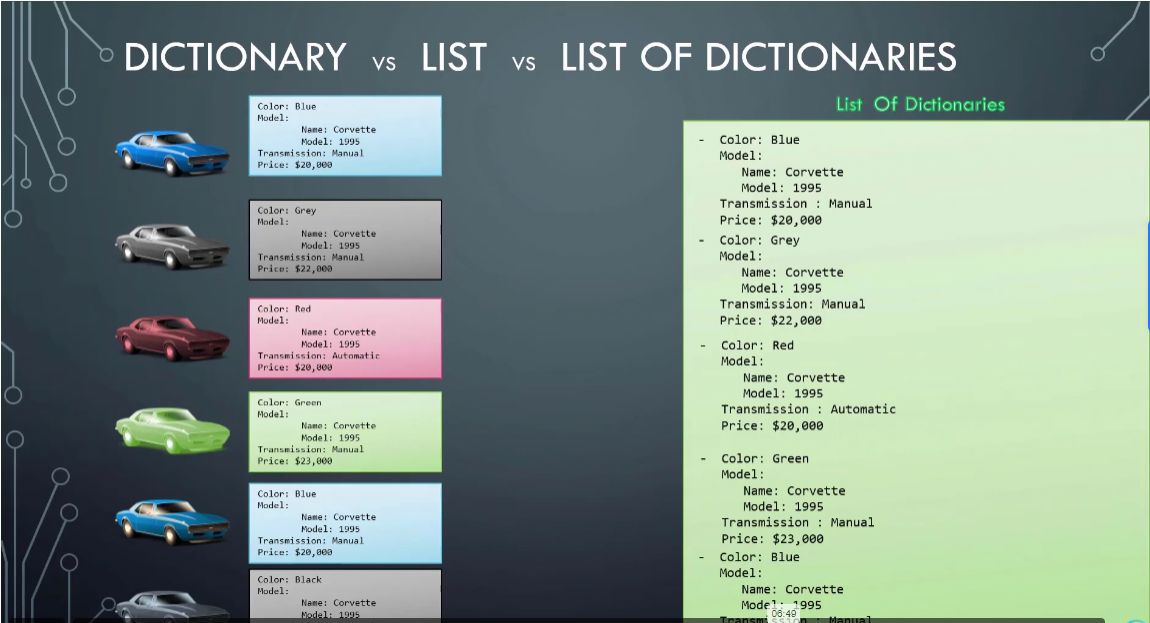 DICTIONARY vs LIST vs LIST OF DICTIONARIES
Color: Blue
Model:
Name: Corvette
Model: 1995
Transmission: Manual
Price: $20,000
Color: Grey
Model:
Name: Corvette
Model: 1995
Transmission: Manual
Price: $22,000
Color: Red
Model:
Name: Corvette
Model: 1995
Transmission: Automatic
Price: $20,000
Color: Green
Model:
Name: Corvette
Model: 1995
Transmission: Manual
Price: $23,000
Color: Blue
Model:
Name: Corvette
Model: 1995
Transmission: Manual
Price: $20,000
Color: Black
Model:
Name: Corvette
Model: 1995
List Of Dictionaries
- Color: Blue
Model:
Name: Corvette
Model: 1995
Transmission : Manual
Price: $20,000
- Color: Grey
Model:
Name: Corvette
Model: 1995
Transmission: Manual
Price: $22,000
- Color: Red
Model:
Name: Corvette
Model: 1995
Transmission : Automatic
Price: $20,000
- Color: Green
Model:
Name: Corvette
Model: 1995
Transmission : Manual
Price: $23,000
- Color: Blue
Model:
Name: Corvette
Model: 1995
06:49
Transmission : Manual